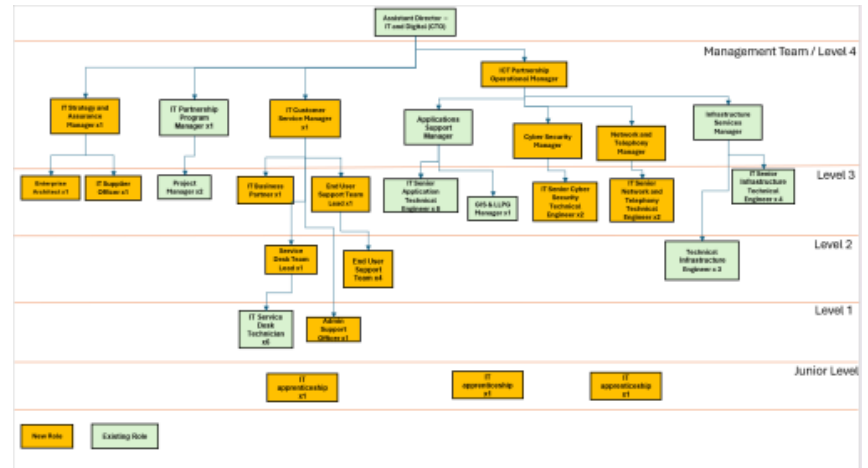 Assistant Director –
IT and Digital (CTO)
Management Team / Level 4
ICT Partnership
Operational Manager
IT Strategy and
Assurance
Manager x1
IT Partnership
Program
Manager x1
IT Customer
Service Manager
x1
Applications
Support
Manager
Cyber Security
Manager
Network and
Telephony
Manager
Infrastructure
Services
Manager
Level 3
Enterprise
Architect x1
IT Supplier
Officer x1
Project
Manager x2
IT Business
Partner x1
End User
Support Team
Lead x1
IT Senior
Application
Technical
Engineer x
GIS & LLPG
Manager x1
IT Senior Cyber
Security
Technical
Engineer x2
IT Senior
Network and
Telephony
Technical
Engineer x2
IT Senior
Infrastructure
Technical
Engineer x 4
Level 2
Service
Desk Team
Lead x1
End User
Support
Team x4
Technical
Infrastructure
Engineer x 3
Level 1
IT Service
Desk
Technician
Admin
Support
Officer x1
Junior Level
IT
apprenticeship
x1
IT
apprenticeship
x1
IT
apprenticeship
x1
New Role
Existing Role